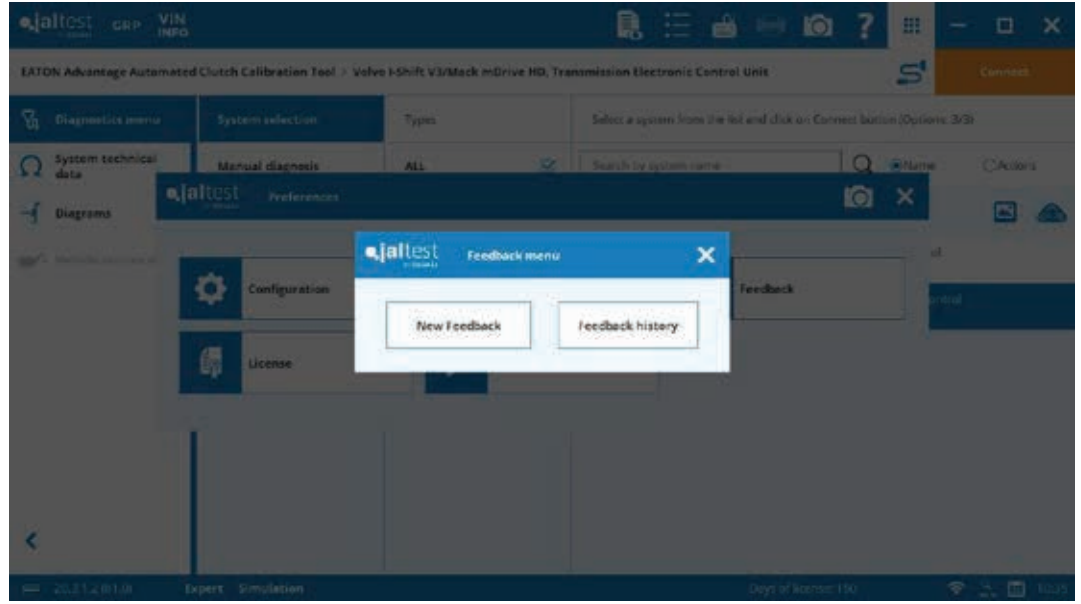 jaltest GRP VIN INFO
EATON Advantage Automated Clutch Calibration Tool > Volvo I-Shift V3/Mack mDrive HD, Transmission Electronic Control Unit
Connect
Diagnostics menu
System selection
Types
Select a system from the list and click on Connect button (Options: 3/3)
System technical data
Manual diagnosis
ALL
Search by system name
Name
Actions
Diagrams
jaltest Preferences
jaltest Feedback menu
Configuration
Feedback
New Feedback
Feedback history
License
Expert Simulation
Days of license: 150
10:35